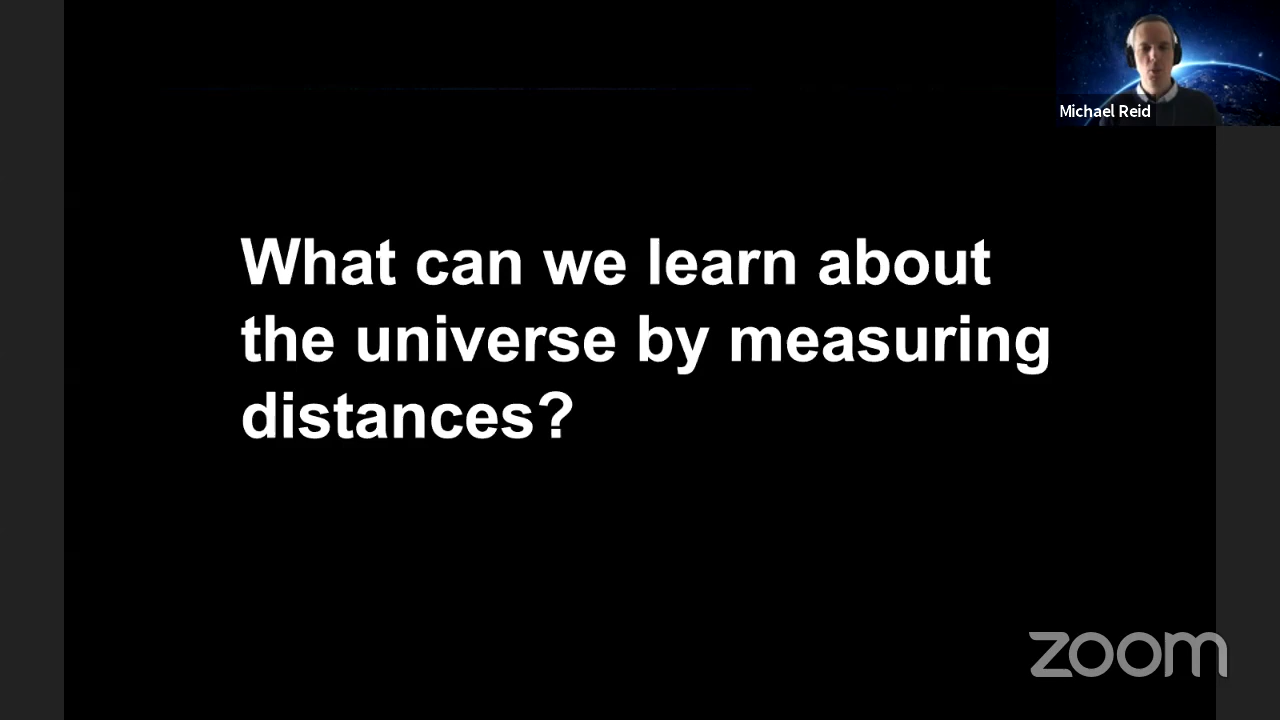 Michael Reid
What can we learn about
the universe by measuring
distances?
zoom